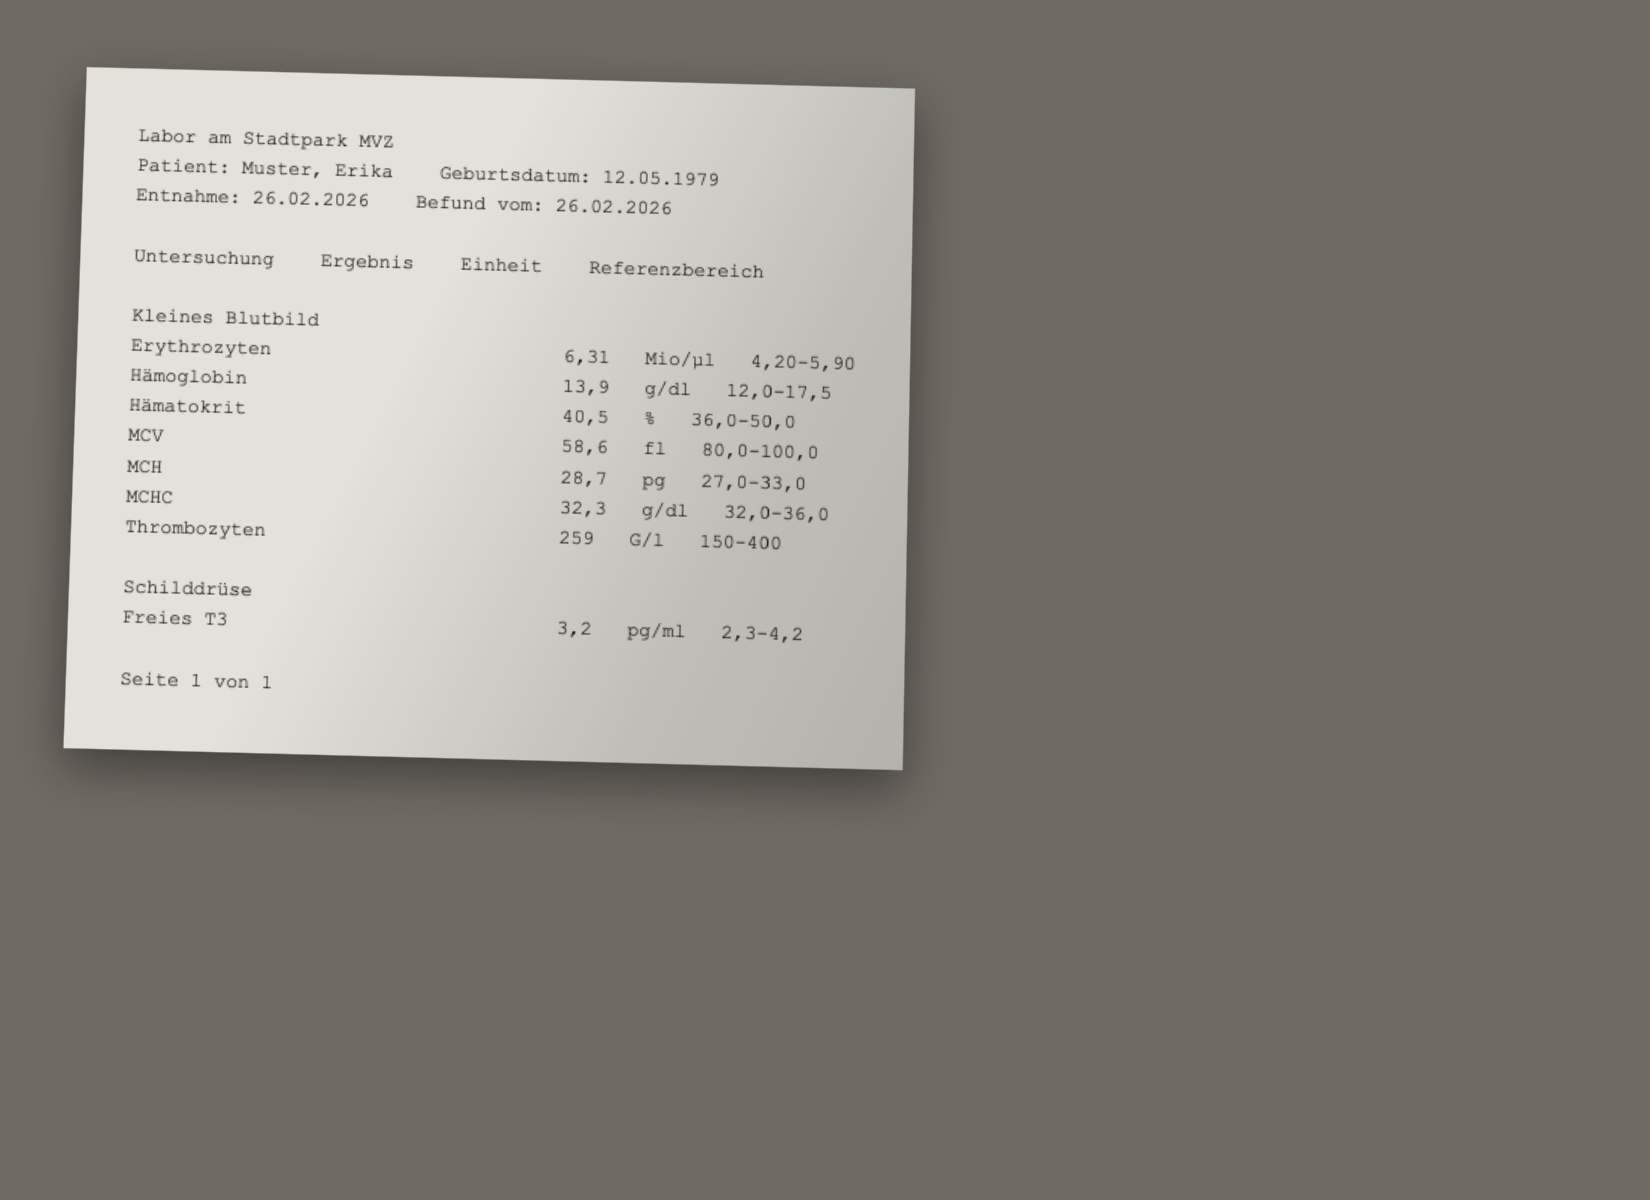 Labor am Stadtpark MVZ
Patient: Muster, Erika    Geburtsdatum: 12.05.1979
Entnahme: 26.02.2026    Befund vom: 26.02.2026
Untersuchung    Ergebnis    Einheit    Referenzbereich
Kleines Blutbild
Erythrozyten    6,31    Mio/µl    4,20-5,90
Hämoglobin    13,9    g/dl    12,0-17,5
Hämatokrit    40,5    %    36,0-50,0
MCV    58,6    fl    80,0-100,0
MCH    28,7    pg    27,0-33,0
MCHC    32,3    g/dl    32,0-36,0
Thrombozyten    259    G/l    150-400
Schilddrüse
Freies T3    3,2    pg/ml    2,3-4,2
Seite 1 von 1